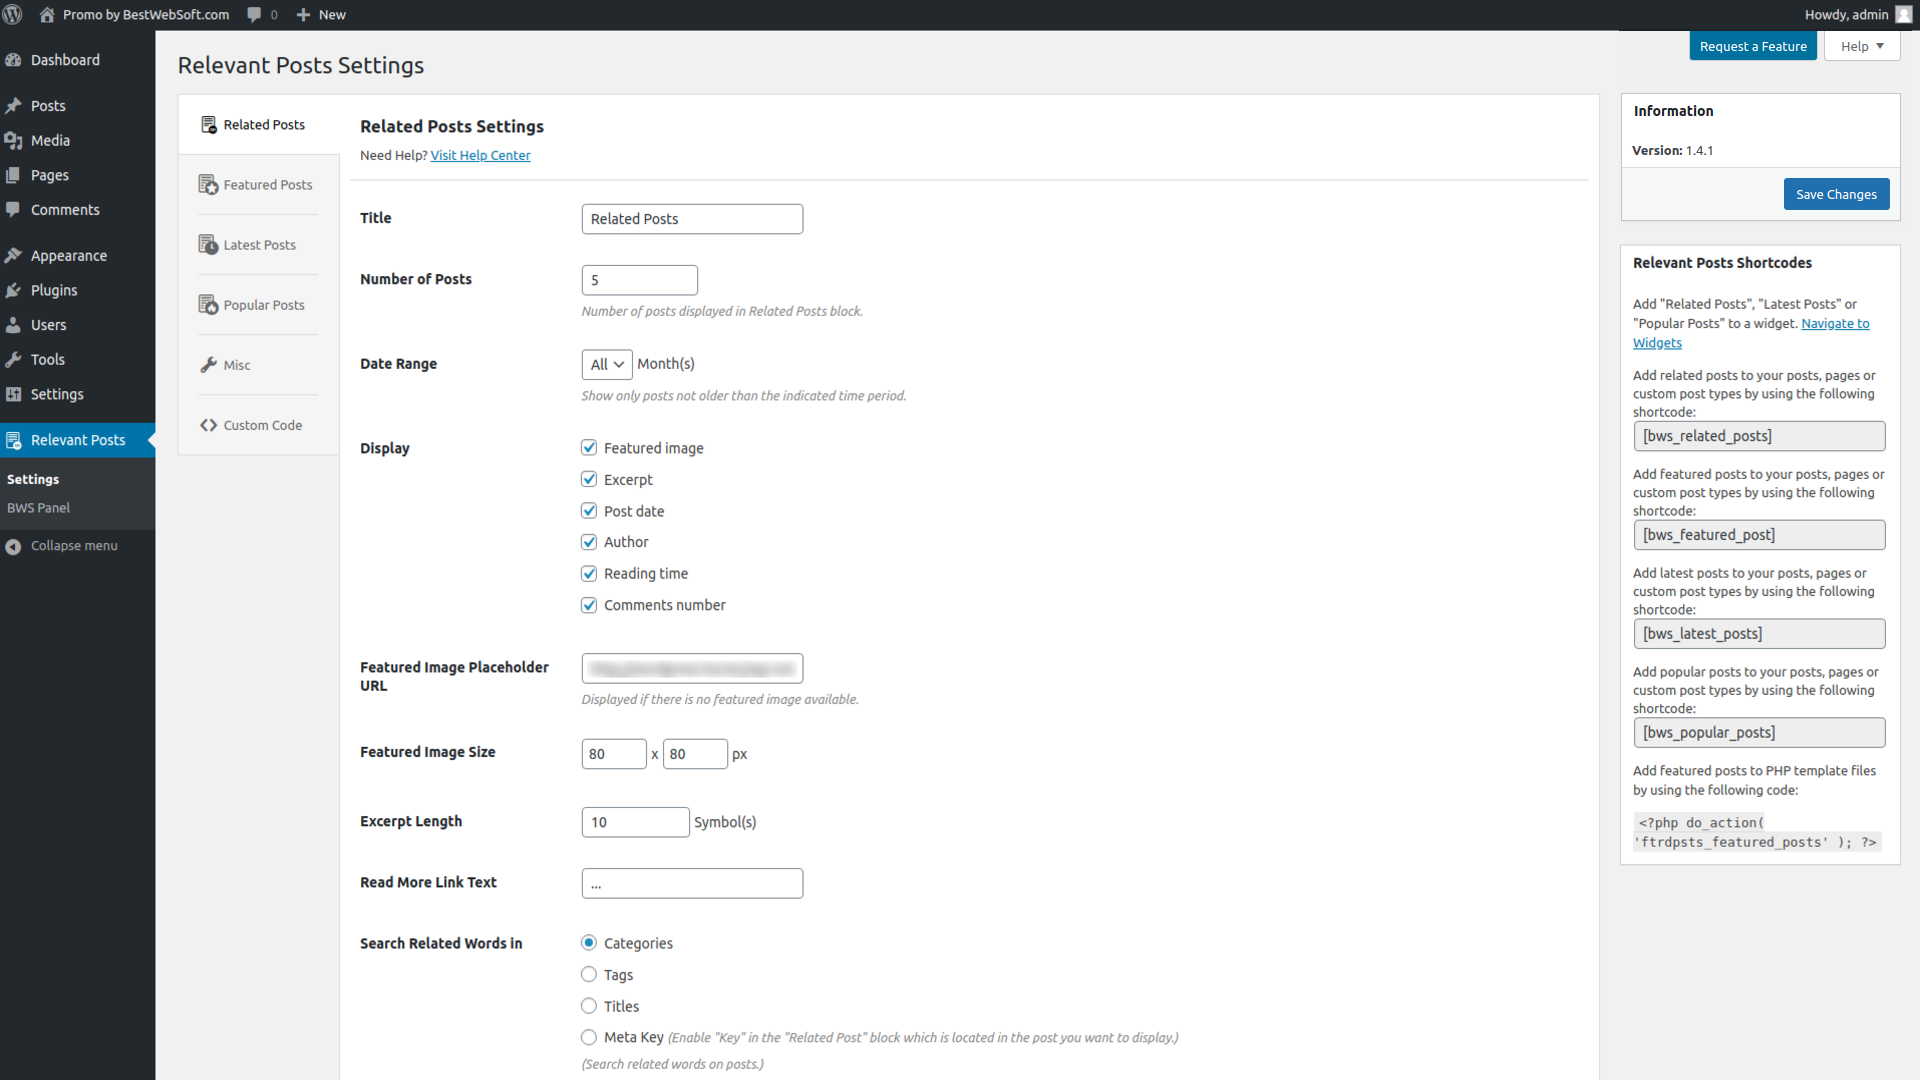 Promo by BestWebSoft.com 0 New Howdy, admin
Request a Feature Help
Dashboard
Posts
Media
Pages
Comments
Appearance
Plugins
Users
Tools
Settings
Relevant Posts
Settings
BWS Panel
Collapse menu
Relevant Posts Settings
Related Posts
Featured Posts
Latest Posts
Popular Posts
Misc
Custom Code
Related Posts Settings
Need Help? Visit Help Center
Title Related Posts
Number of Posts 5
Number of posts displayed in Related Posts block.
Date Range All Month(s)
Show only posts not older than the indicated time period.
Display Featured image
Excerpt
Post date
Author
Reading time
Comments number
Featured Image Placeholder
URL
Displayed if there is no featured image available.
Featured Image Size 80 x 80 px
Excerpt Length 10 Symbol(s)
Read More Link Text ...
Search Related Words in Categories
Tags
Titles
Meta Key (Enable "Key" in the "Related Post" block which is located in the post you want to display.)
(Search related words on posts.)
Information
Version: 1.4.1
Save Changes
Relevant Posts Shortcodes
Add "Related Posts", "Latest Posts" or
"Popular Posts" to a widget. Navigate to
Widgets
Add related posts to your posts, pages or
custom post types by using the following
shortcode:
[bws_related_posts]
Add featured posts to your posts, pages or
custom post types by using the following
shortcode:
[bws_featured_post]
Add latest posts to your posts, pages or
custom post types by using the following
shortcode:
[bws_latest_posts]
Add popular posts to your posts, pages or
custom post types by using the following
shortcode:
[bws_popular_posts]
Add featured posts to PHP template files
by using the following code:
<?php do_action(
'ftrdpsts_featured_posts' ); ?>